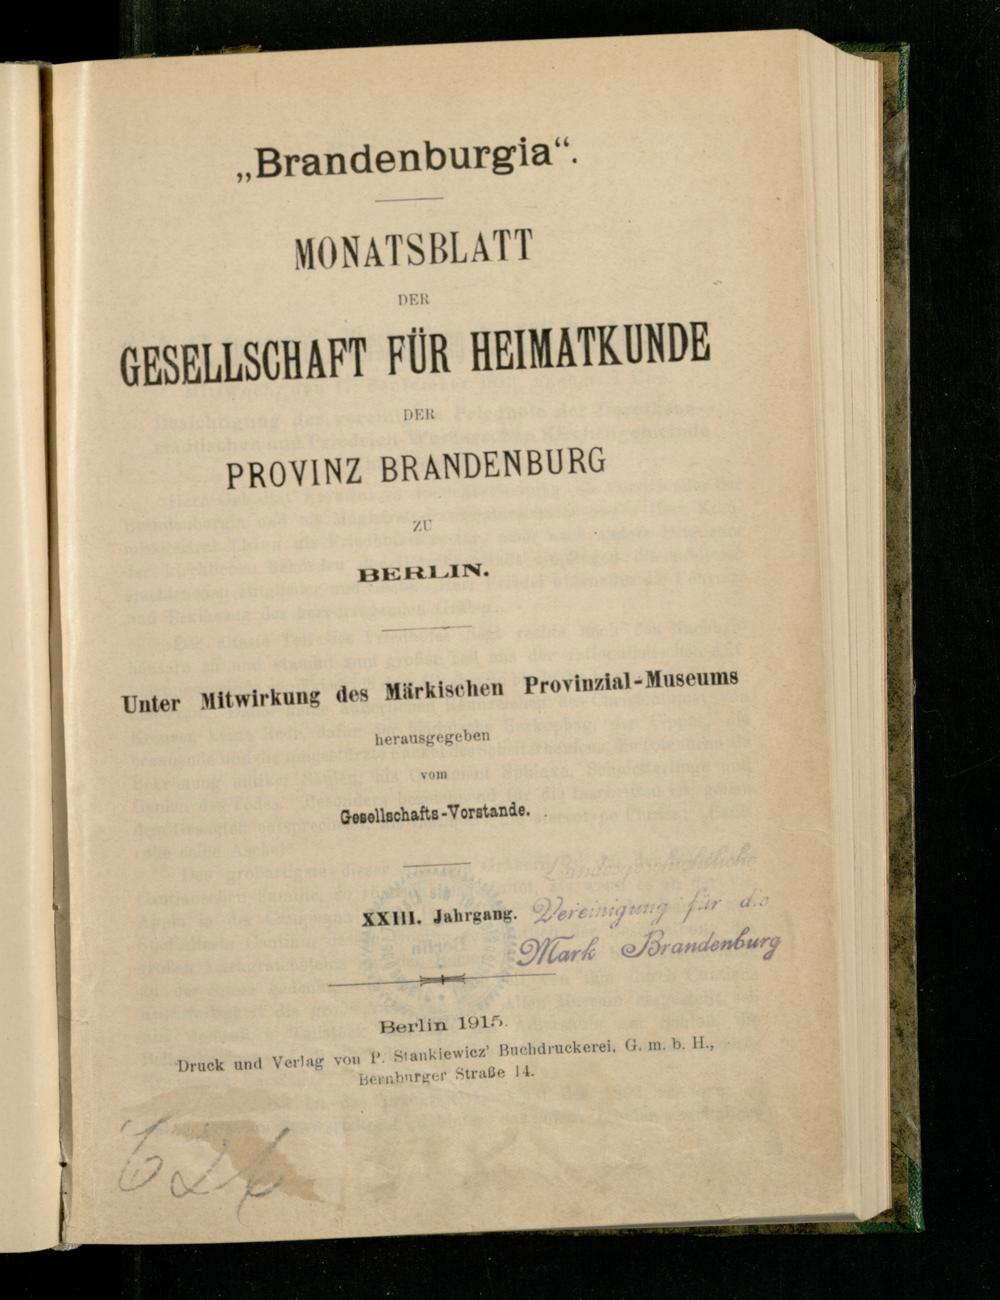 „Brandenburgia“.
MONATSBLATT
DER
GESELLSCHAFT FÜR HEIMATKUNDE
DER
PROVINZ BRANDENBURG
ZU
BERLIN.
Unter Mitwirkung des Märkischen Provinzial-Museums
herausgegeben
vom
Gesellschafts-Vorstande.
Landesgeschichtliche
XXIII. Jahrgang. Vereinigung für die
Mark Brandenburg
Berlin 1915.
Druck und Verlag von P. Stankiewicz' Buchdruckerei, G. m. b. H.,
Bernburger Straße 14.